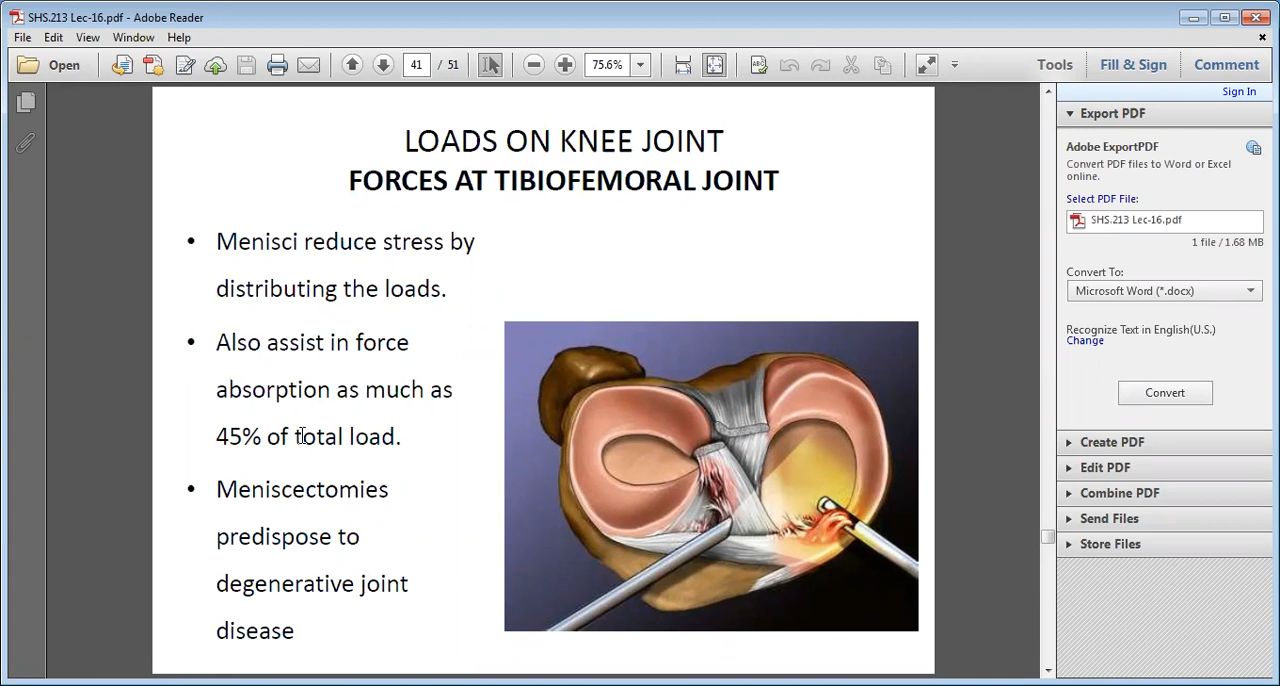 SHS.213 Lec-16.pdf - Adobe Reader
File Edit View Window Help
Open 41 / 51 75.6% Tools Fill & Sign Comment
Sign In
LOADS ON KNEE JOINT
FORCES AT TIBIOFEMORAL JOINT
• Menisci reduce stress by
distributing the loads.
• Also assist in force
absorption as much as
45% of total load.
• Meniscectomies
predispose to
degenerative joint
disease
Export PDF
Adobe ExportPDF
Convert PDF files to Word or Excel
online.
Select PDF File:
SHS.213 Lec-16.pdf
1 file / 1.68 MB
Convert To:
Microsoft Word (*.docx)
Recognize Text in English(U.S.)
Change
Convert
Create PDF
Edit PDF
Combine PDF
Send Files
Store Files